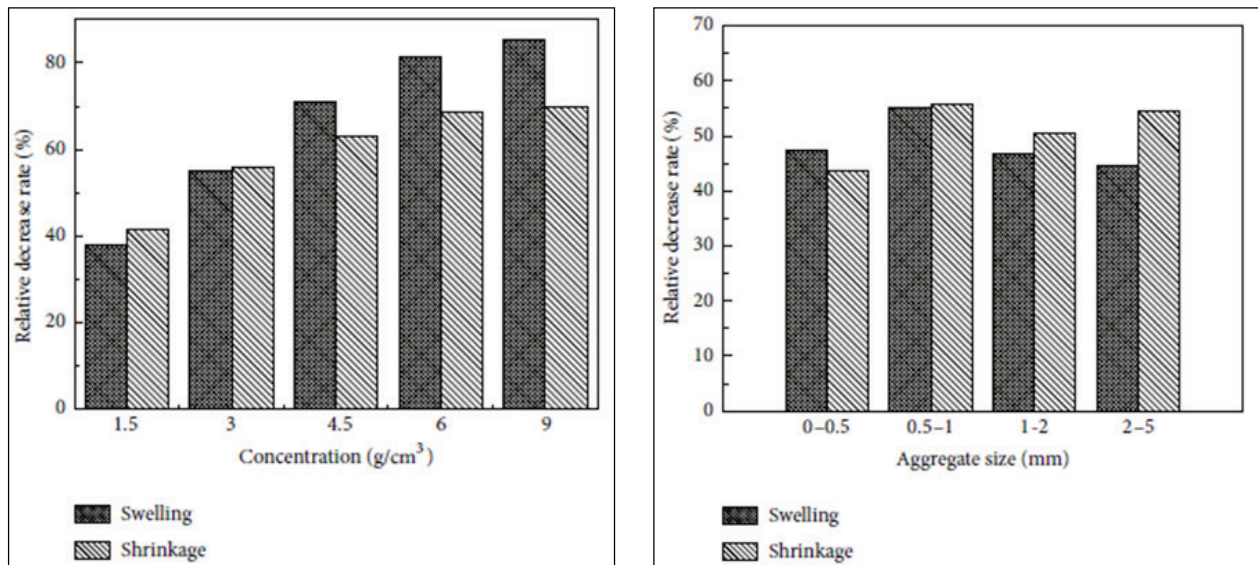 Relative decrease rate (%)
80
60
40
20
0
1.5 3 4.5 6 9
Concentration (g/cm³)
Swelling
Shrinkage
Relative decrease rate (%)
70
60
50
40
30
20
10
0
0–0.5 0.5–1 1-2 2–5
Aggregate size (mm)
Swelling
Shrinkage